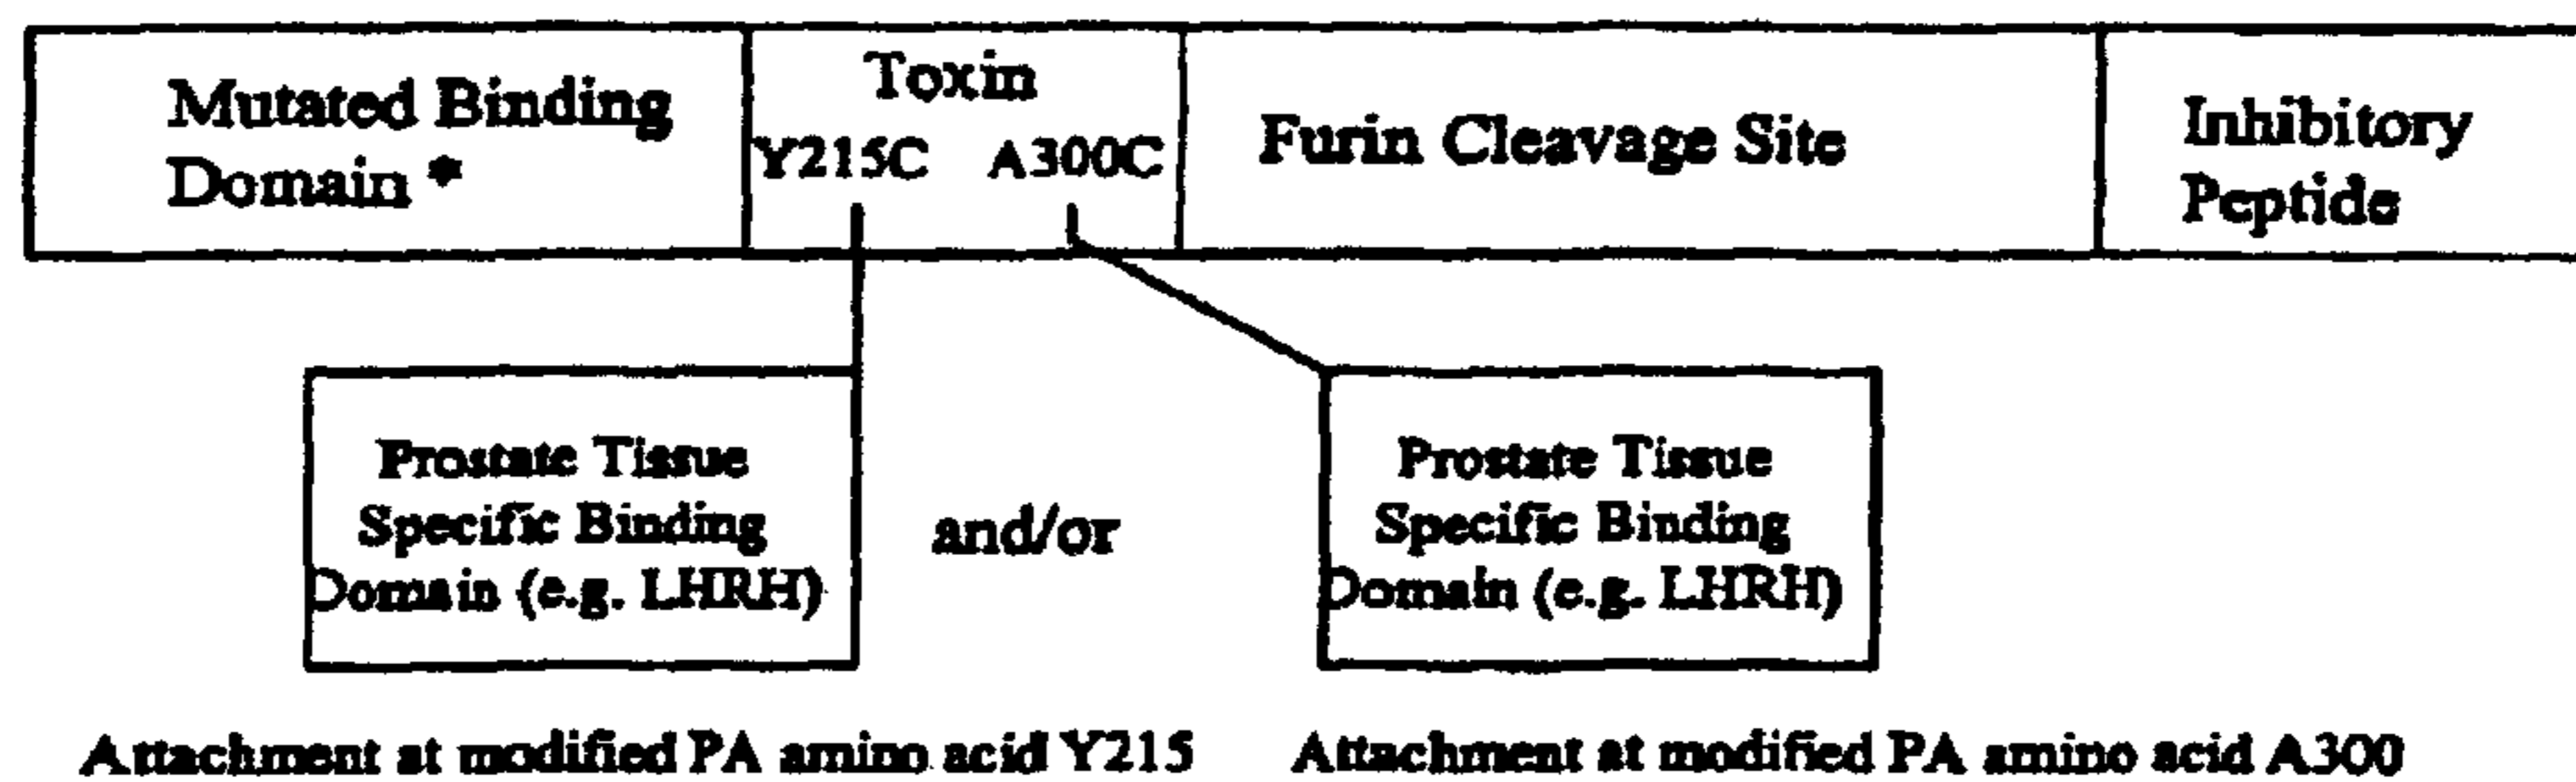 Mutated Binding
Domain *
Toxin
Y215C A300C
Furin Cleavage Site
Inhibitory
Peptide
Prostate Tissue
Specific Binding
Domain (e.g. LHRH)
and/or
Prostate Tissue
Specific Binding
Domain (e.g. LHRH)
Attachment at modified PA amino acid Y215
Attachment at modified PA amino acid A300